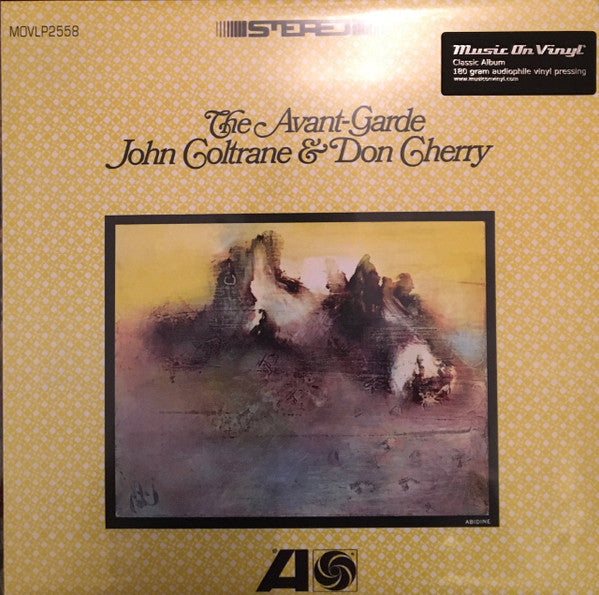 MOVLP2558
STEREO
Music On Vinyl
Classic Album
180 gram audiophile vinyl pressing
www.musiconvinyl.com
The Avant-Garde
John Coltrane & Don Cherry
ABIDINE
A